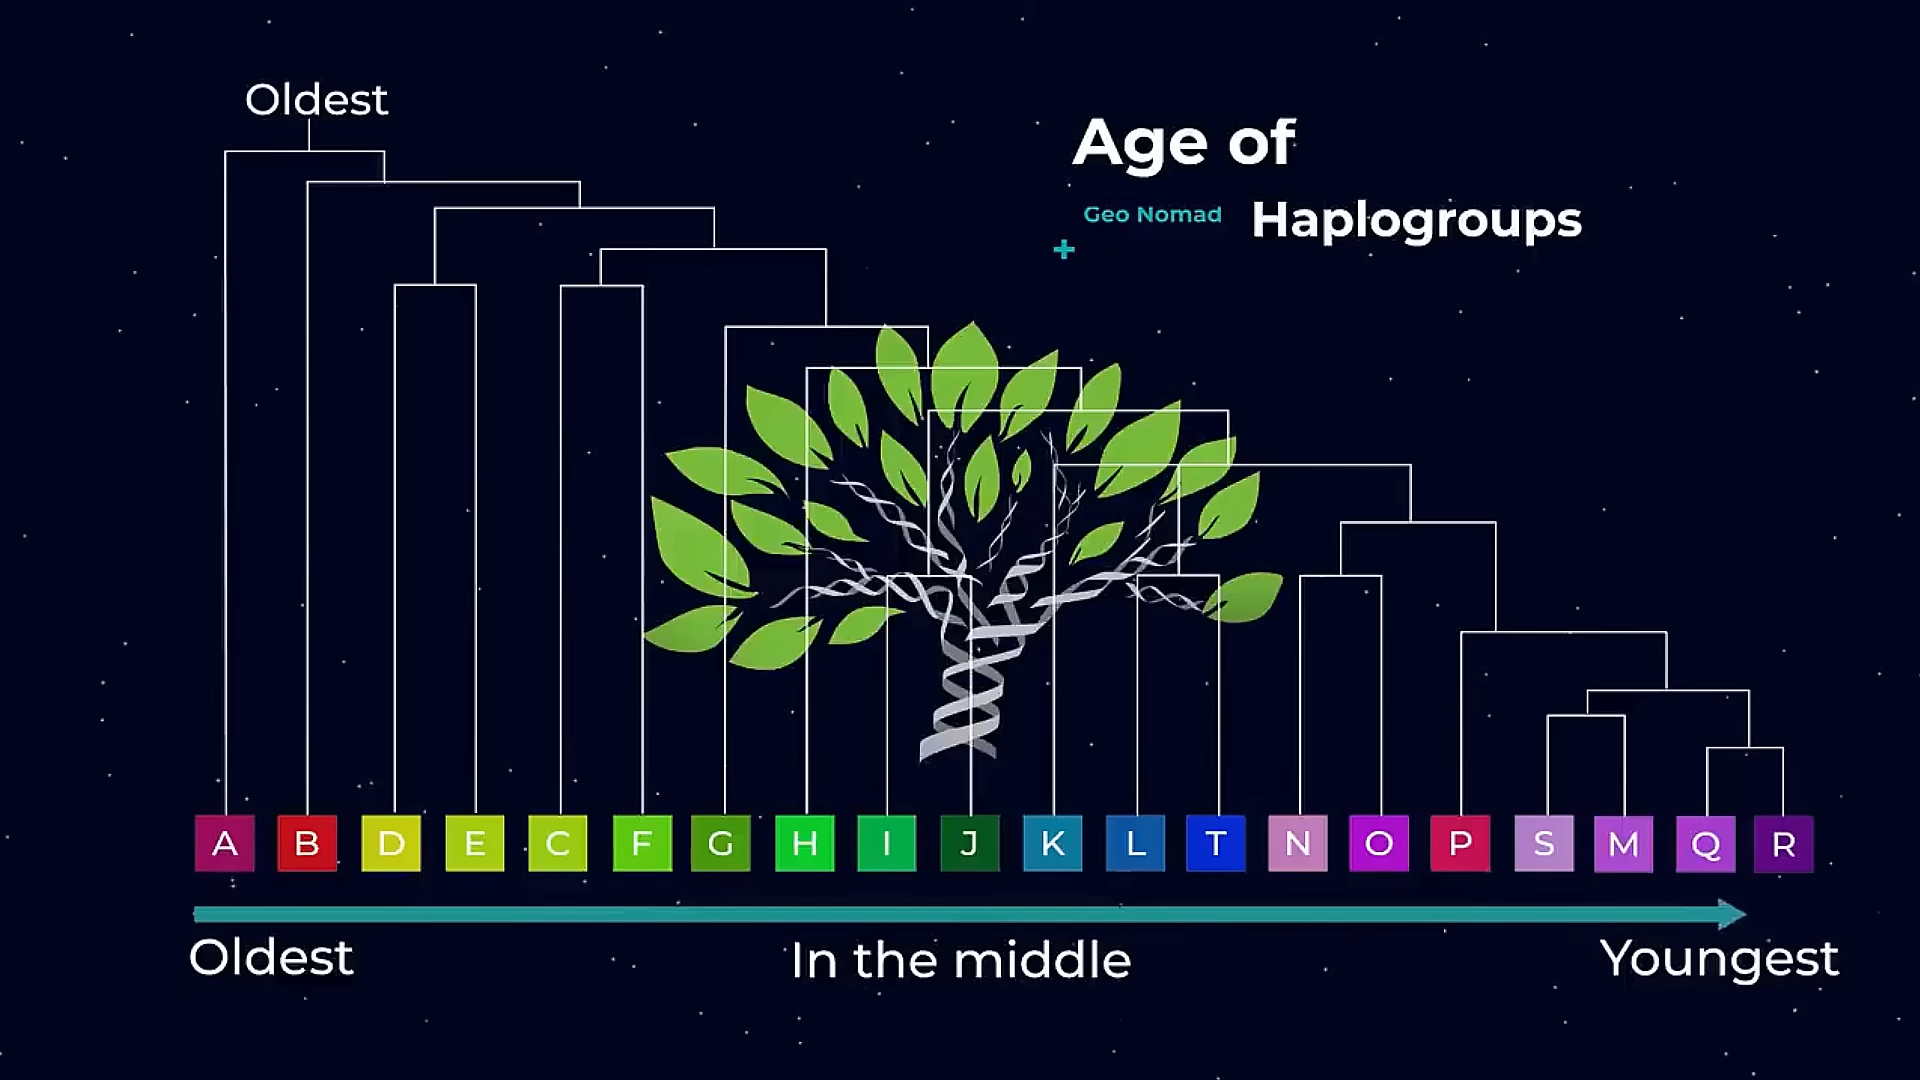 Oldest
Age of
Geo Nomad Haplogroups
+
A B D E C F G H I J K L T N O P S M Q R
Oldest In the middle Youngest